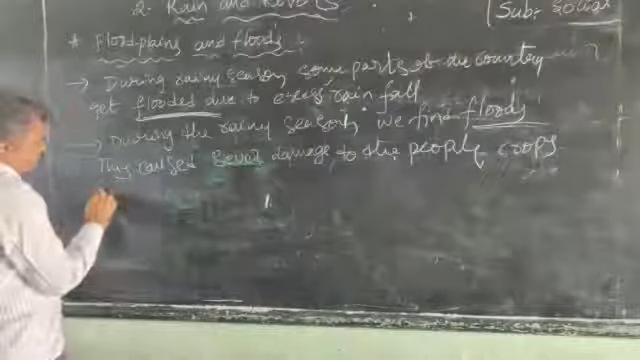 2. Rain and Rivers
Sub: Social
* Flood-plains and floods:
→ During rainy season, some parts of the country
get flooded due to excess rain fall
→ During the rainy season, we find floods
This caused damage to the people, crops